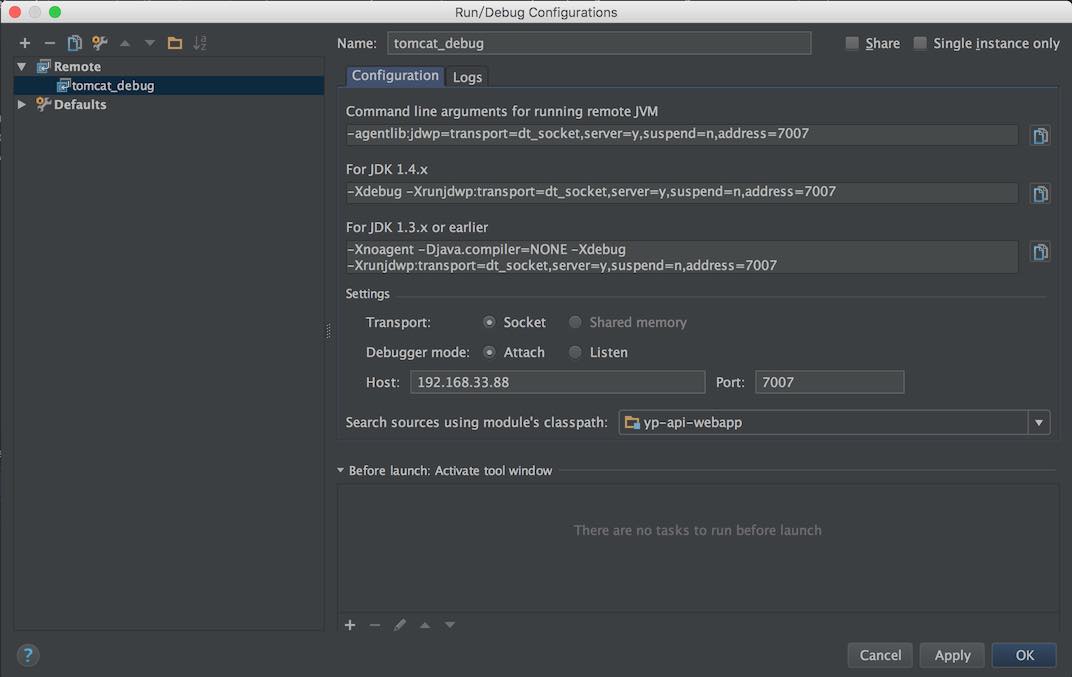 Run/Debug Configurations
Name: tomcat_debug Share Single instance only
Remote
tomcat_debug
Defaults
Configuration Logs
Command line arguments for running remote JVM
-agentlib:jdwp=transport=dt_socket,server=y,suspend=n,address=7007
For JDK 1.4.x
-Xdebug -Xrunjdwp:transport=dt_socket,server=y,suspend=n,address=7007
For JDK 1.3.x or earlier
-Xnoagent -Djava.compiler=NONE -Xdebug
-Xrunjdwp:transport=dt_socket,server=y,suspend=n,address=7007
Settings
Transport: Socket Shared memory
Debugger mode: Attach Listen
Host: 192.168.33.88 Port: 7007
Search sources using module's classpath: yp-api-webapp
Before launch: Activate tool window
There are no tasks to run before launch
? Cancel Apply OK